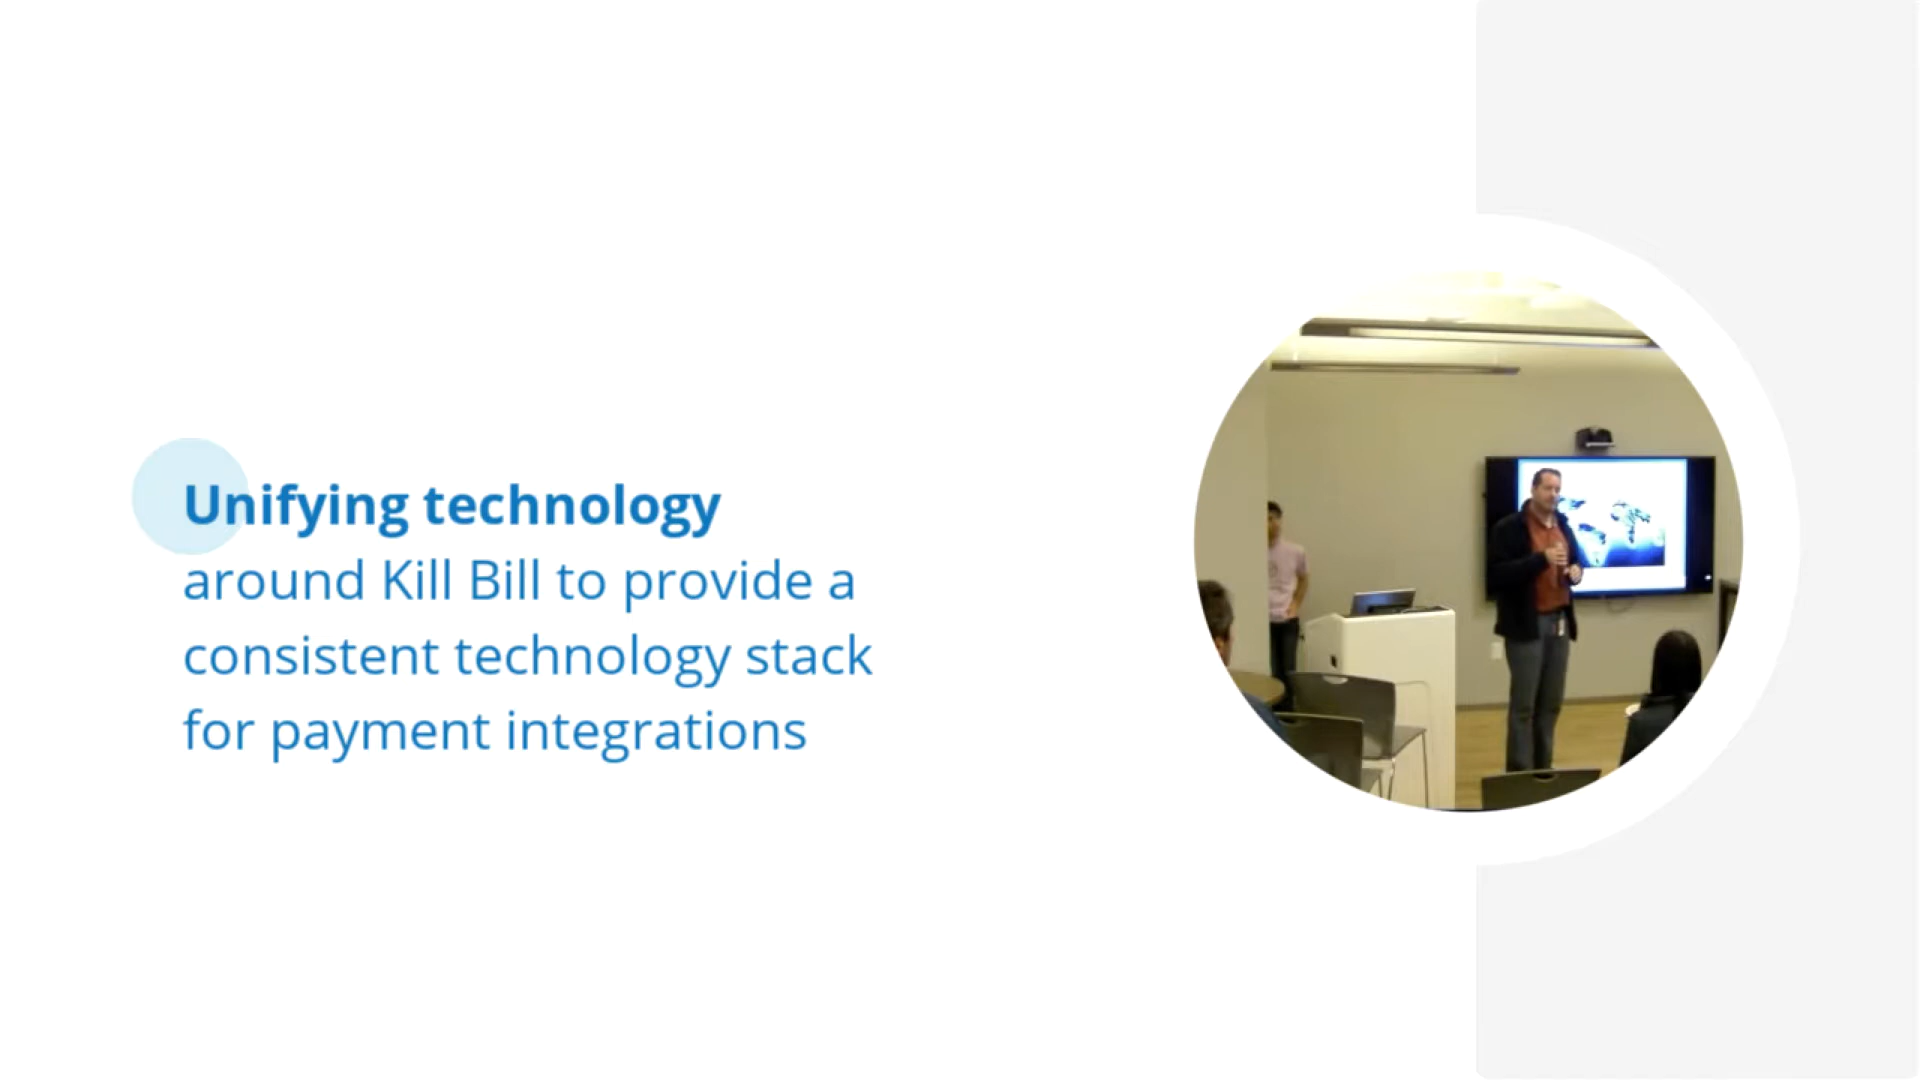 Unifying technology
around Kill Bill to provide a
consistent technology stack
for payment integrations